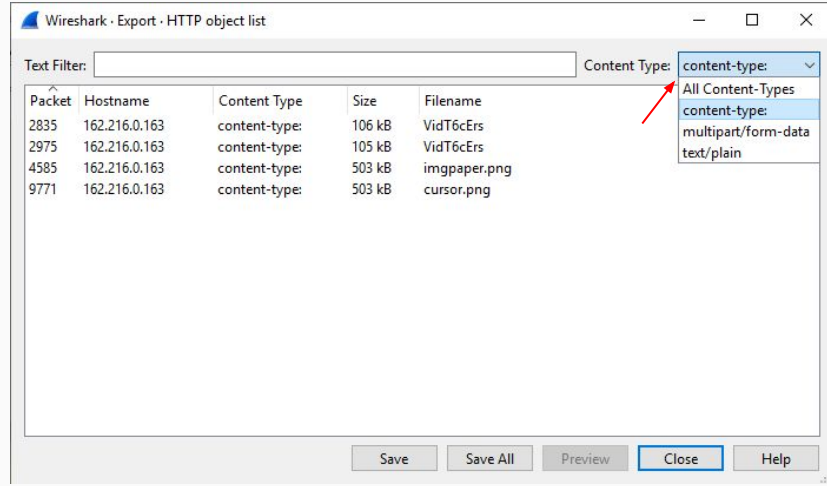 Wireshark · Export · HTTP object list
Text Filter: Content Type: content-type:
All Content-Types
content-type:
multipart/form-data
text/plain
Packet Hostname Content Type Size Filename
2835 162.216.0.163 content-type: 106 kB VidT6cErs
2975 162.216.0.163 content-type: 105 kB VidT6cErs
4585 162.216.0.163 content-type: 503 kB imgpaper.png
9771 162.216.0.163 content-type: 503 kB cursor.png
Save Save All Preview Close Help